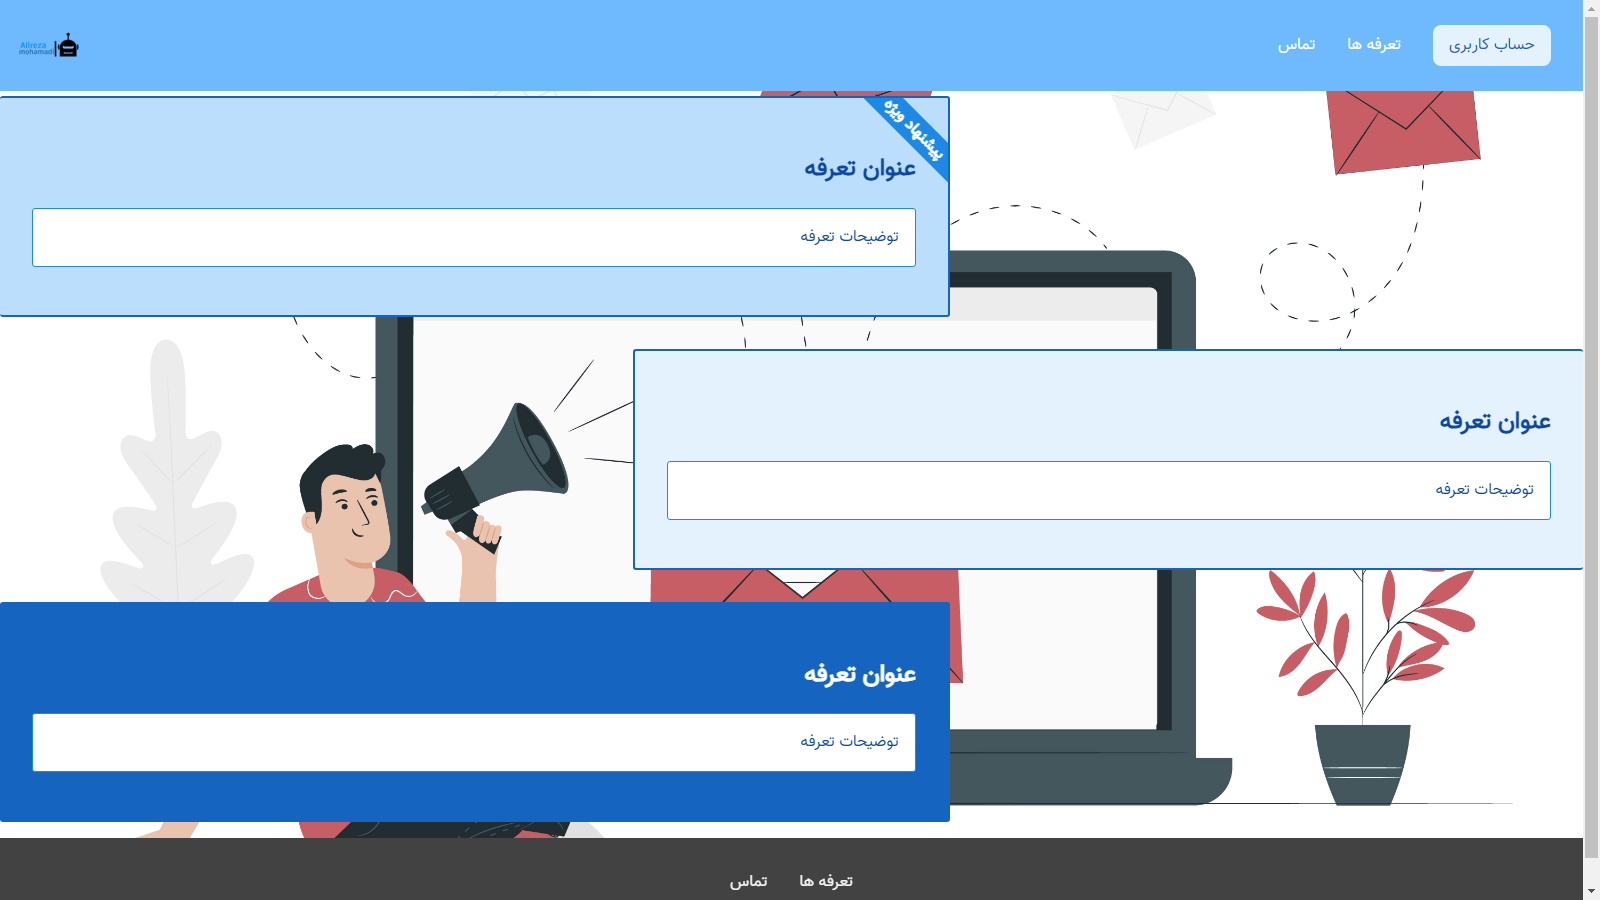 حساب کاربری
تعرفه ها
تماس
Alireza
mohamadi
پیشنهاد ویژه
عنوان تعرفه
توضیحات تعرفه
عنوان تعرفه
توضیحات تعرفه
عنوان تعرفه
توضیحات تعرفه
تعرفه ها
تماس